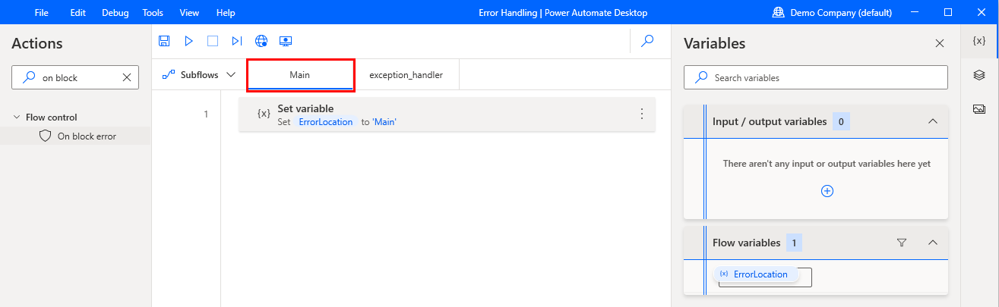 File Edit Debug Tools View Help Error Handling | Power Automate Desktop Demo Company (default)
Actions
on block
Flow control
On block error
Subflows Main exception_handler
1
{x} Set variable
Set ErrorLocation to 'Main'
Variables
{x}
Search variables
Input / output variables 0
There aren't any input or output variables here yet
Flow variables 1
(x) ErrorLocation